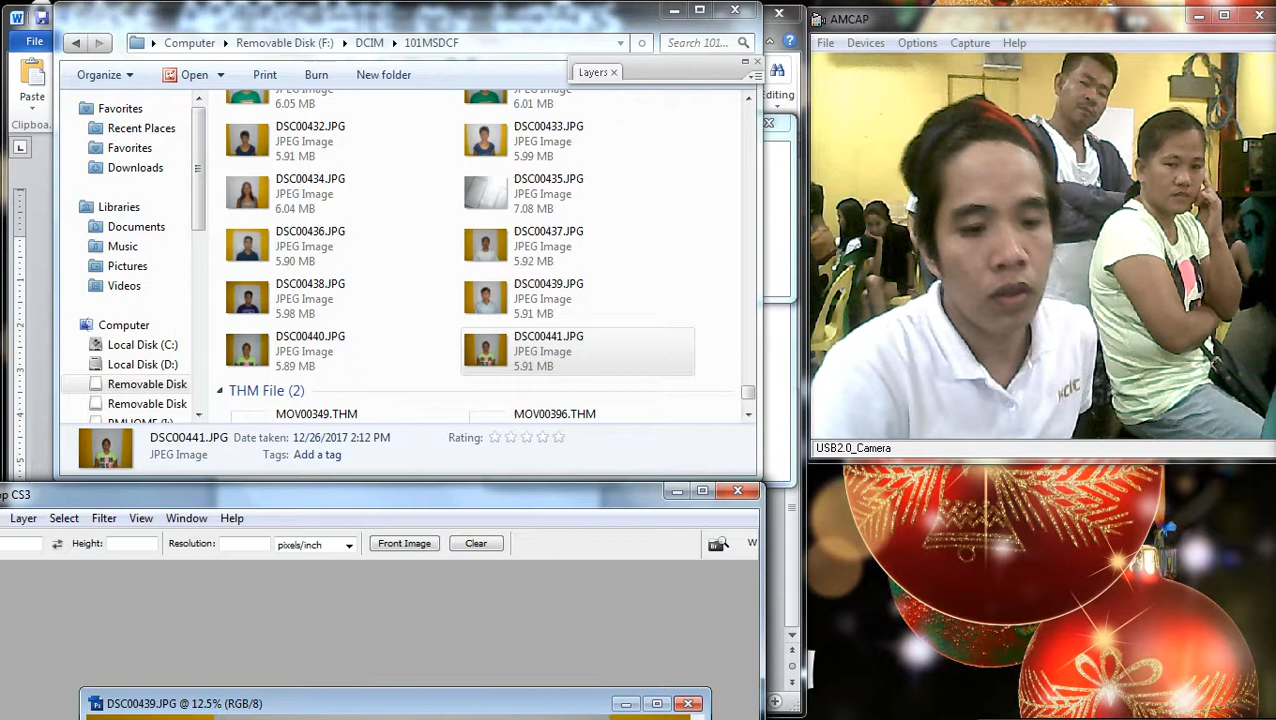 File
Paste
Clipboa
L
Computer
Removable Disk (F:)
DCIM
101MSDCF
Search 101...
Organize
Open
Print
Burn
New folder
Layers x
Editing
Favorites
Recent Places
Favorites
Downloads
Libraries
Documents
Music
Pictures
Videos
Computer
Local Disk (C:)
Local Disk (D:)
Removable Disk
Removable Disk
6.05 MB
6.01 MB
DSC00432.JPG
JPEG Image
5.91 MB
DSC00433.JPG
JPEG Image
5.99 MB
DSC00434.JPG
JPEG Image
6.04 MB
DSC00435.JPG
JPEG Image
7.08 MB
DSC00436.JPG
JPEG Image
5.90 MB
DSC00437.JPG
JPEG Image
5.92 MB
DSC00438.JPG
JPEG Image
5.98 MB
DSC00439.JPG
JPEG Image
5.91 MB
DSC00440.JPG
JPEG Image
5.89 MB
DSC00441.JPG
JPEG Image
5.91 MB
THM File (2)
MOV00349.THM
MOV00396.THM
DSC00441.JPG Date taken: 12/26/2017 2:12 PM
Rating:
JPEG Image
Tags: Add a tag
op CS3
Layer Select Filter View Window Help
Height:
Resolution:
pixels/inch
Front Image
Clear
W
DSC00439.JPG @ 12.5% (RGB/8)
AMCAP
File Devices Options Capture Help
USB2.0_Camera